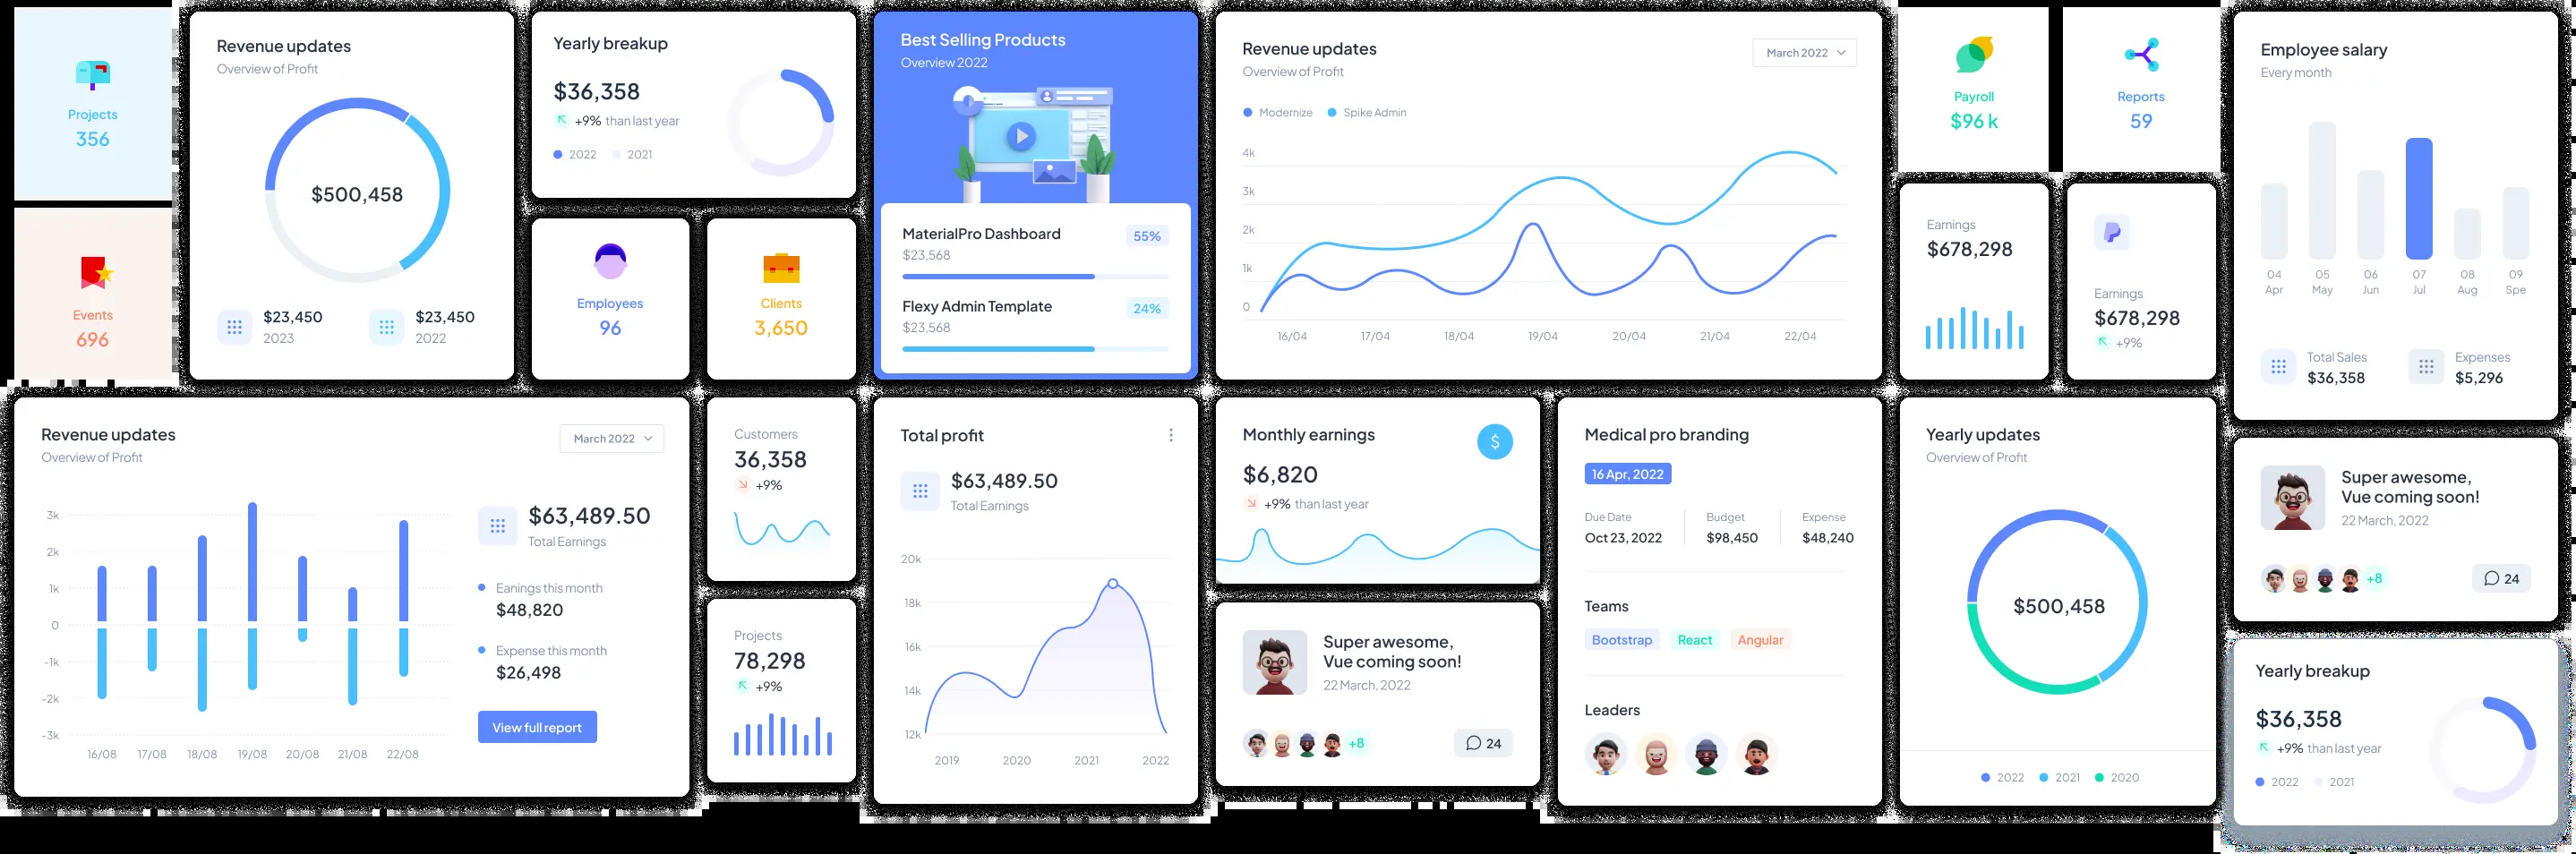 Projects
356
Events
696
Revenue updates
Overview of Profit
$500,458
$23,450
2023
$23,450
2022
Yearly breakup
$36,358
+9% than last year
2022
2021
Employees
96
Clients
3,650
Best Selling Products
Overview 2022
MaterialPro Dashboard
55%
$23,568
Flexy Admin Template
24%
$23,568
Revenue updates
Overview of Profit
March 2022
Modernize
Spike Admin
4k
3k
2k
1k
0
16/04
17/04
18/04
19/04
20/04
21/04
22/04
Payroll
$96 k
Reports
59
Earnings
$678,298
Earnings
$678,298
+9%
Employee salary
Every month
04
Apr
05
May
06
Jun
07
Jul
08
Aug
09
Spe
Total Sales
$36,358
Expenses
$5,296
Revenue updates
Overview of Profit
March 2022
3k
2k
1k
0
-1k
-2k
-3k
16/08
17/08
18/08
19/08
20/08
21/08
22/08
$63,489.50
Total Earnings
Eanings this month
$48,820
Expense this month
$26,498
View full report
Customers
36,358
+9%
Projects
78,298
+9%
Total profit
$63,489.50
Total Earnings
20k
18k
16k
14k
12k
2019
2020
2021
2022
Monthly earnings
$
$6,820
+9% than last year
Super awesome,
Vue coming soon!
22 March, 2022
+8
24
Medical pro branding
16 Apr, 2022
Due Date
Oct 23, 2022
Budget
$98,450
Expense
$48,240
Teams
Bootstrap
React
Angular
Leaders
Yearly updates
Overview of Profit
$500,458
2022
2021
2020
Super awesome,
Vue coming soon!
22 March, 2022
+8
24
Yearly breakup
$36,358
+9% than last year
2022
2021